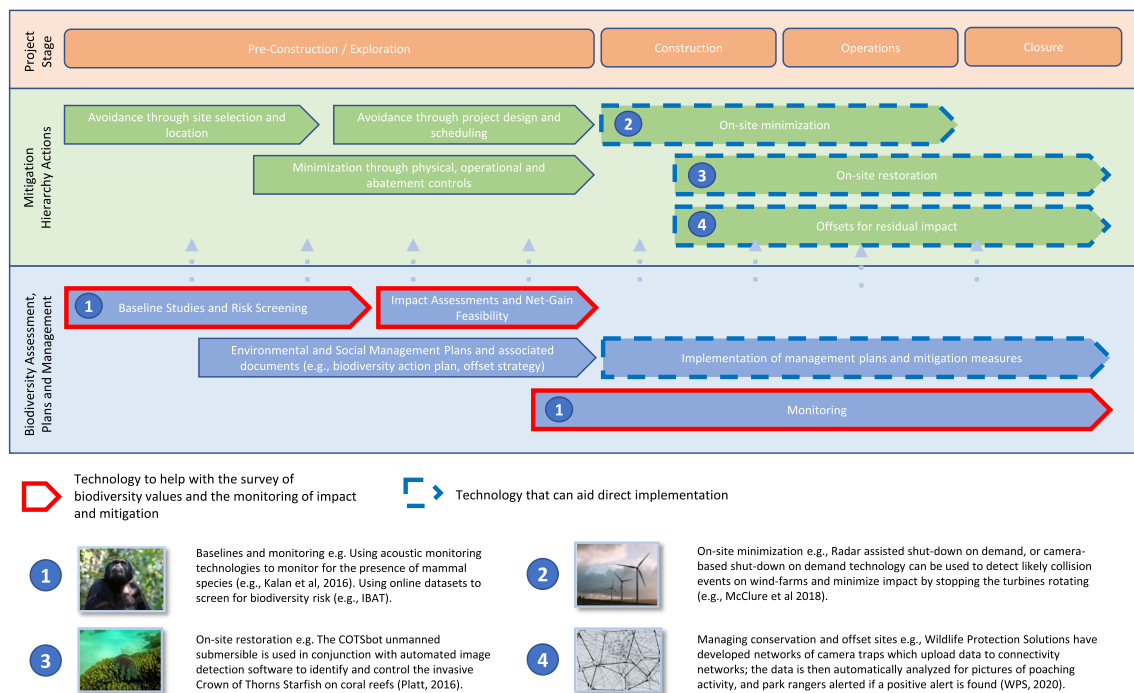 Project
Stage
Pre-Construction / Exploration
Construction
Operations
Closure
Mitigation
Hierarchy Actions
Avoidance through site selection and
location
Avoidance through project design and
scheduling
2
On-site minimization
Minimization through physical, operational and
abatement controls
3
On-site restoration
4
Offsets for residual impact
Biodiversity Assessment,
Plans and Management
1
Baseline Studies and Risk Screening
Impact Assessments and Net-Gain
Feasibility
Environmental and Social Management Plans and associated
documents (e.g., biodiversity action plan, offset strategy)
Implementation of management plans and mitigation measures
1
Monitoring
Technology to help with the survey of
biodiversity values and the monitoring of impact
and mitigation
Technology that can aid direct implementation
1
Baselines and monitoring e.g. Using acoustic monitoring
technologies to monitor for the presence of mammal
species (e.g., Kalan et al, 2016). Using online datasets to
screen for biodiversity risk (e.g., IBAT).
2
On-site minimization e.g., Radar assisted shut-down on demand, or camera-
based shut-down on demand technology can be used to detect likely collision
events on wind-farms and minimize impact by stopping the turbines rotating
(e.g., McClure et al 2018).
3
On-site restoration e.g. The COTSbot unmanned
submersible is used in conjunction with automated image
detection software to identify and control the invasive
Crown of Thorns Starfish on coral reefs (Platt, 2016).
4
Managing conservation and offset sites e.g., Wildlife Protection Solutions have
developed networks of camera traps which upload data to connectivity
networks; the data is then automatically analyzed for pictures of poaching
activity, and park rangers alerted if a positive alert is found (WPS, 2020).